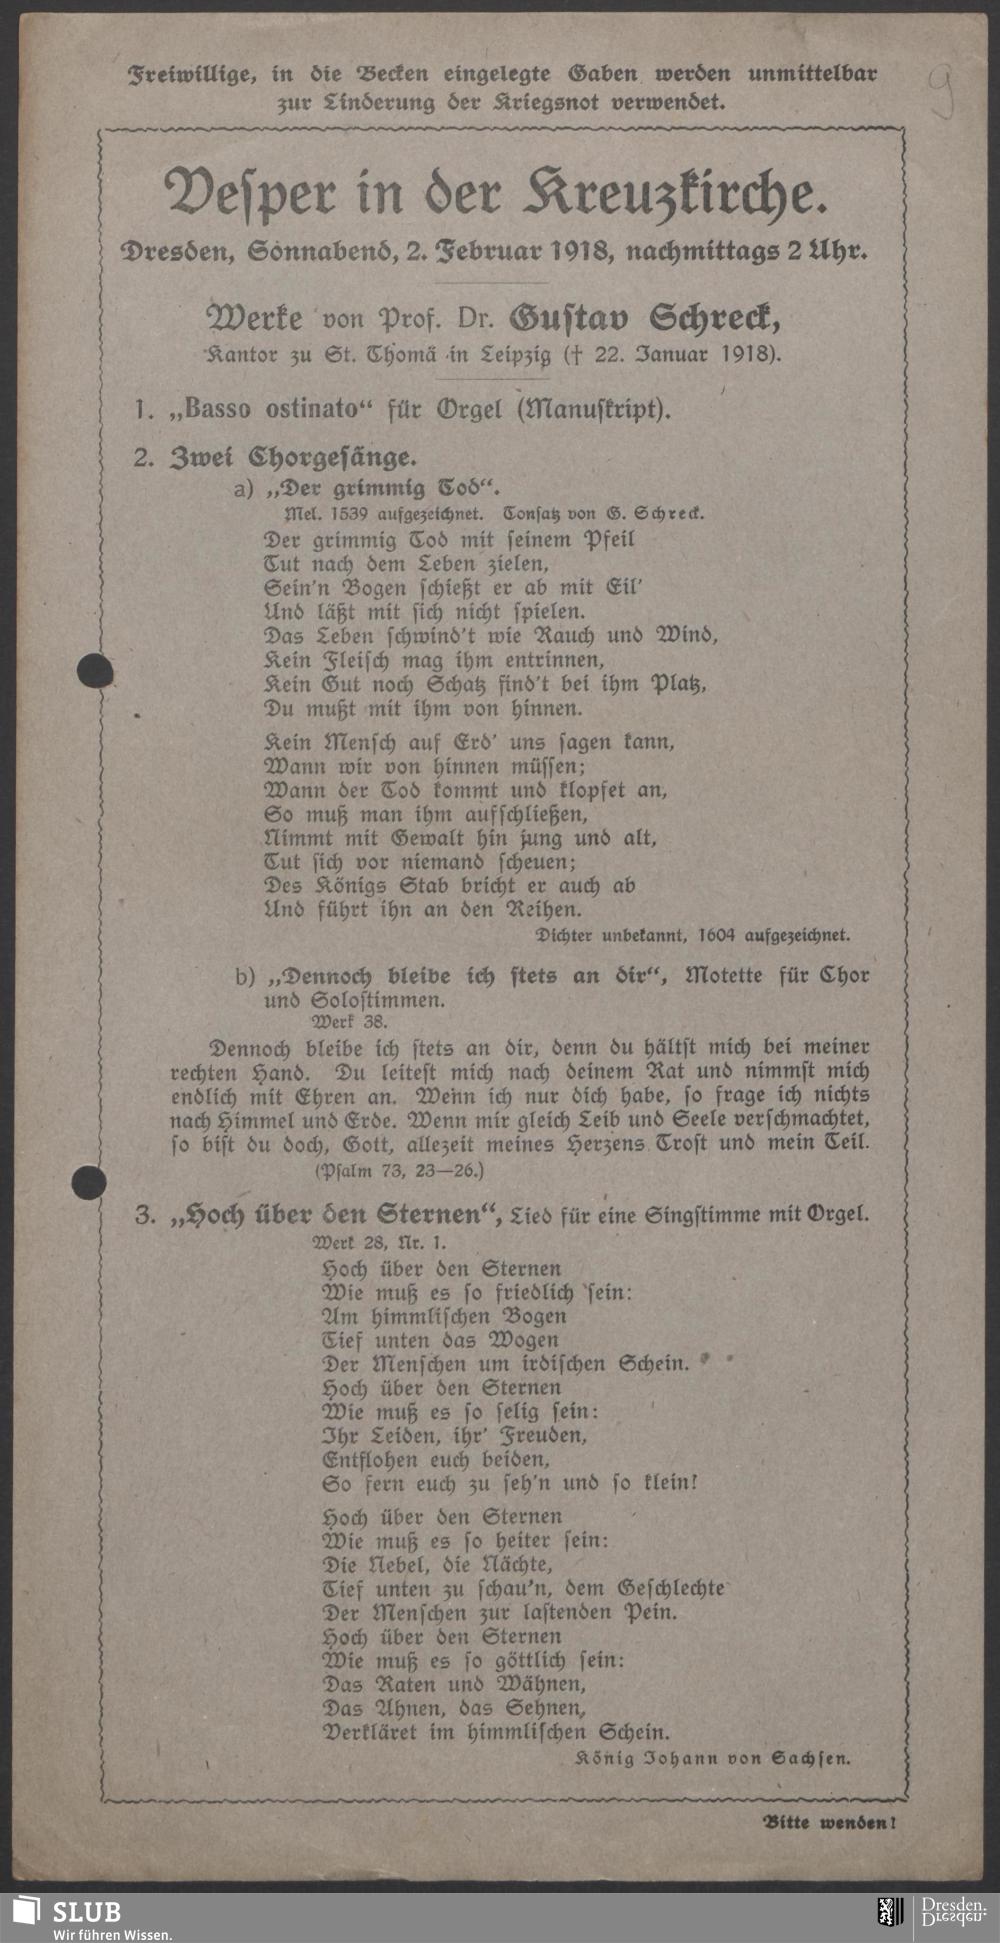 Freiwillige, in die Becken eingelegte Gaben werden unmittelbar
zur Linderung der Kriegsnot verwendet.
9
Vesper in der Kreuzkirche.
Dresden, Sonnabend, 2. Februar 1918, nachmittags 2 Uhr.
Werke von Prof. Dr. Gustav Schreck,
Kantor zu St. Thomä in Leipzig († 22. Januar 1918).
1. „Basso ostinato“ für Orgel (Manuskript).
2. Zwei Chorgesänge.
a) „Der grimmig Tod“.
Mel. 1539 aufgezeichnet. Tonsatz von G. Schreck.
Der grimmig Tod mit seinem Pfeil
Tut nach dem Leben zielen,
Sein'n Bogen schießt er ab mit Eil'
Und läßt mit sich nicht spielen.
Das Leben schwind't wie Rauch und Wind,
Kein Fleisch mag ihm entrinnen,
Kein Gut noch Schatz find't bei ihm Platz,
Du mußt mit ihm von hinnen.
Kein Mensch auf Erd' uns sagen kann,
Wann wir von hinnen müssen;
Wann der Tod kommt und klopfet an,
So muß man ihm aufschließen,
Nimmt mit Gewalt hin jung und alt,
Tut sich vor niemand scheuen;
Des Königs Stab bricht er auch ab
Und führt ihn an den Reihen.
Dichter unbekannt, 1604 aufgezeichnet.
b) „Dennoch bleibe ich stets an dir“, Motette für Chor
und Solostimmen.
Werk 38.
Dennoch bleibe ich stets an dir, denn du hältst mich bei meiner
rechten Hand. Du leitest mich nach deinem Rat und nimmst mich
endlich mit Ehren an. Wenn ich nur dich habe, so frage ich nichts
nach Himmel und Erde. Wenn mir gleich Leib und Seele verschmachtet,
so bist du doch, Gott, allezeit meines Herzens Trost und mein Teil.
(Psalm 73, 23—26.)
3. „Hoch über den Sternen“, Lied für eine Singstimme mit Orgel.
Werk 28, Nr. 1.
Hoch über den Sternen
Wie muß es so friedlich sein:
Am himmlischen Bogen
Tief unten das Wogen
Der Menschen um irdischen Schein.
Hoch über den Sternen
Wie muß es so selig sein:
Ihr Leiden, ihr' Freuden,
Entflohen euch beiden,
So fern euch zu seh'n und so klein!
Hoch über den Sternen
Wie muß es so heiter sein:
Die Nebel, die Nächte,
Tief unten zu schau'n, dem Geschlechte
Der Menschen zur lastenden Pein.
Hoch über den Sternen
Wie muß es so göttlich sein:
Das Raten und Wähnen,
Das Ahnen, das Sehnen,
Verkläret im himmlischen Schein.
König Johann von Sachsen.
Bitte wenden!
SLUB
Wir führen Wissen.
Dresden.
Dresden.